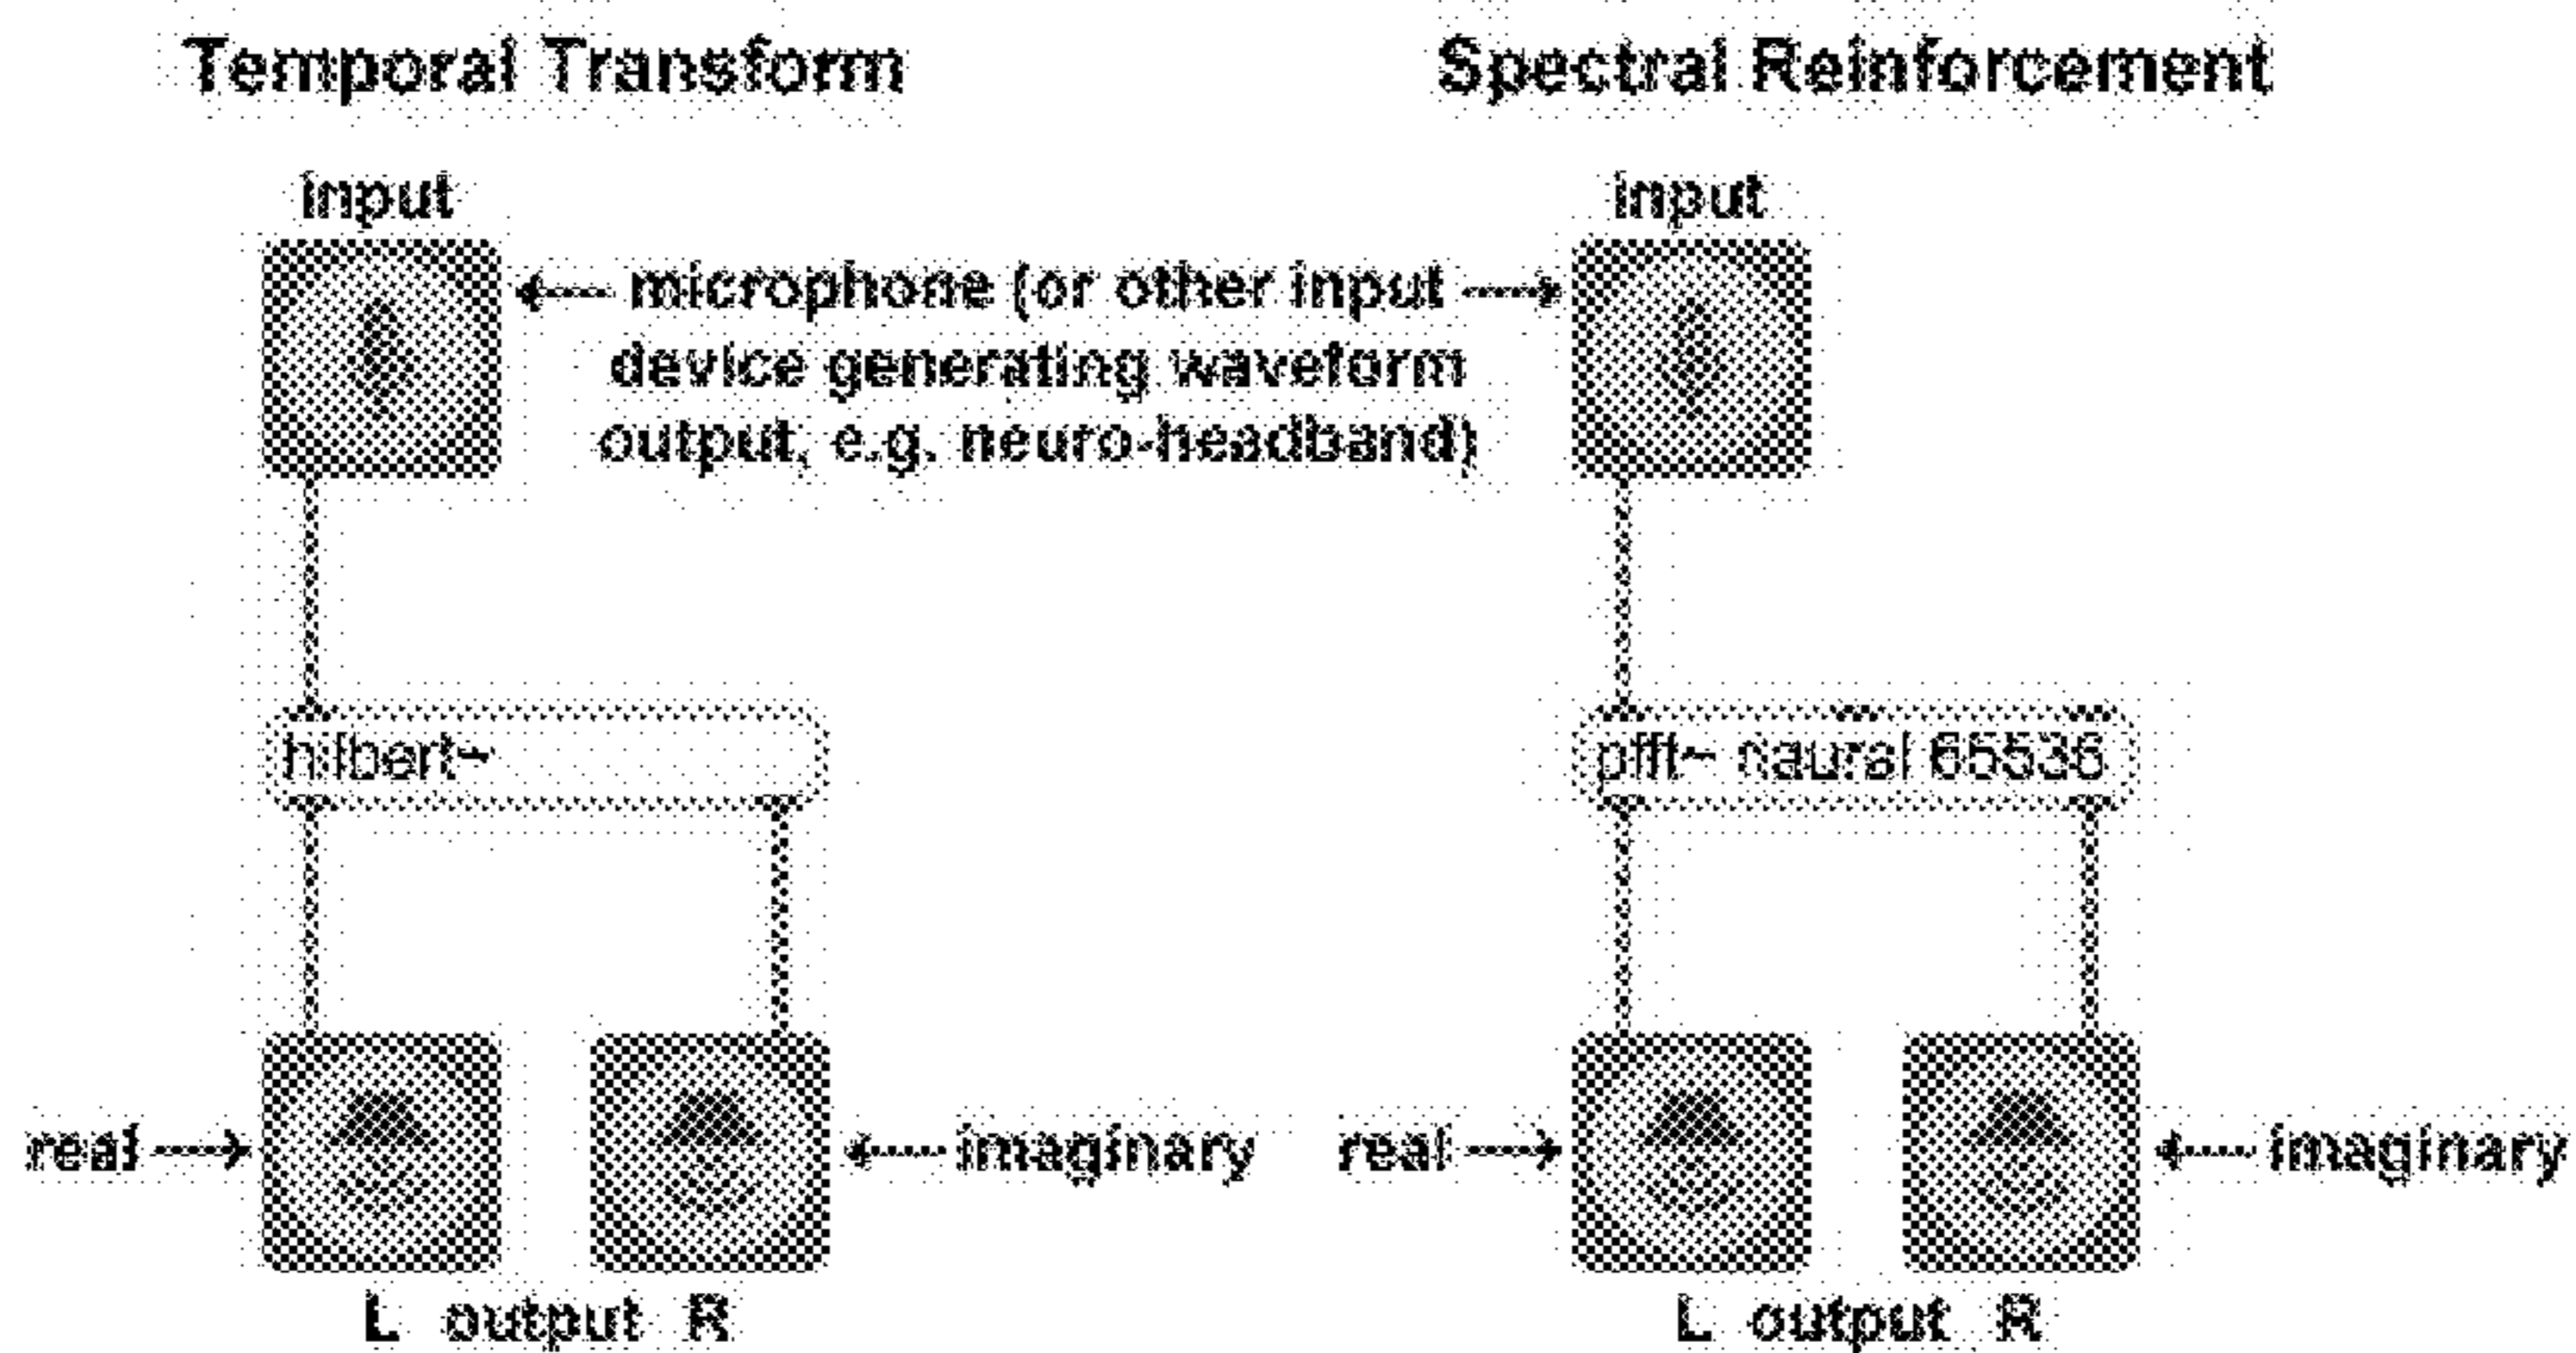 Temporal Transform
Spectral Reinforcement
input
input
microphone (or other input
device generating waveform
output, e.g. neuro-headband)
hilbert~
pfft~ naural 65536
real
imaginary
real
imaginary
L output R
L output R